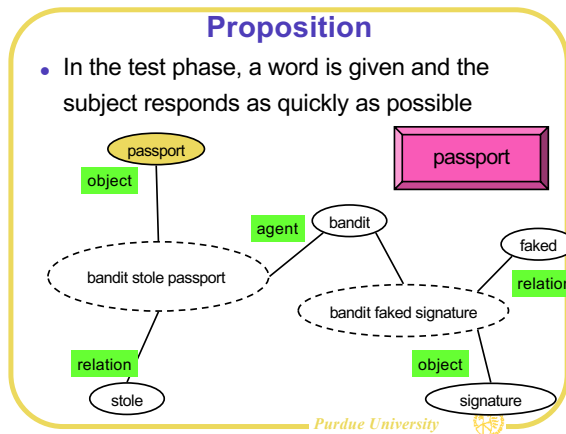 Proposition
• In the test phase, a word is given and the
subject responds as quickly as possible
passport
passport
object
agent
bandit
faked
bandit stole passport
relation
bandit faked signature
relation
object
stole
signature
Purdue University